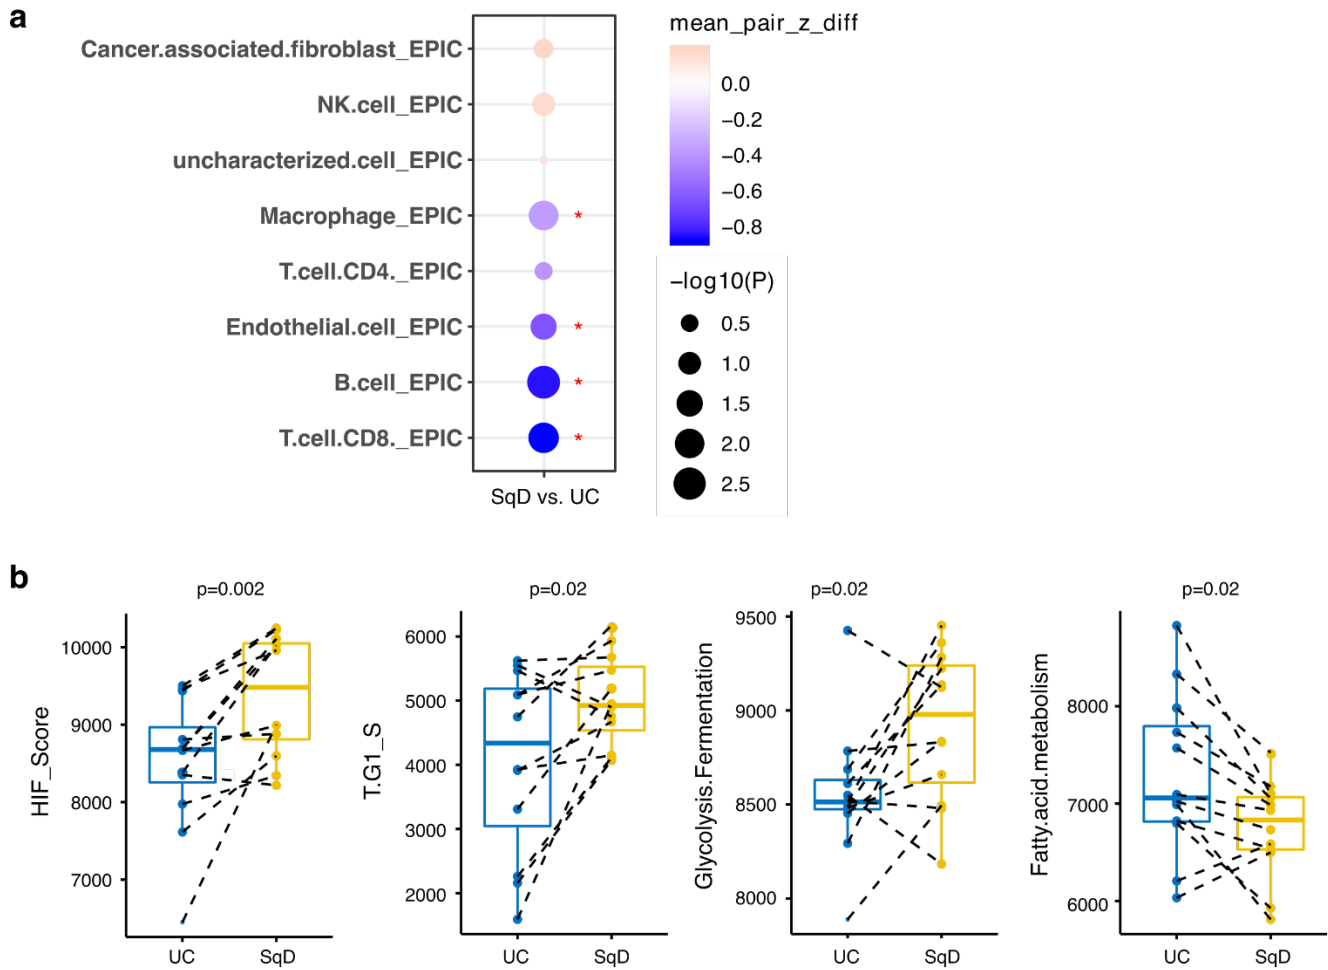 a
mean_pair_z_diff
Cancer.associated.fibroblast_EPIC
NK.cell_EPIC
uncharacterized.cell_EPIC
Macrophage_EPIC
*
T.cell.CD4._EPIC
Endothelial.cell_EPIC
*
B.cell_EPIC
*
T.cell.CD8._EPIC
*
SqD vs. UC
0.0
−0.2
−0.4
−0.6
−0.8
−log10(P)
0.5
1.0
1.5
2.0
2.5
b
p=0.002
HIF_Score
10000
9000
8000
7000
UC
SqD
p=0.02
T.G1_S
6000
5000
4000
3000
2000
UC
SqD
p=0.02
Glycolysis.Fermentation
9500
9000
8500
8000
UC
SqD
p=0.02
Fatty.acid.metabolism
8000
7000
6000
UC
SqD